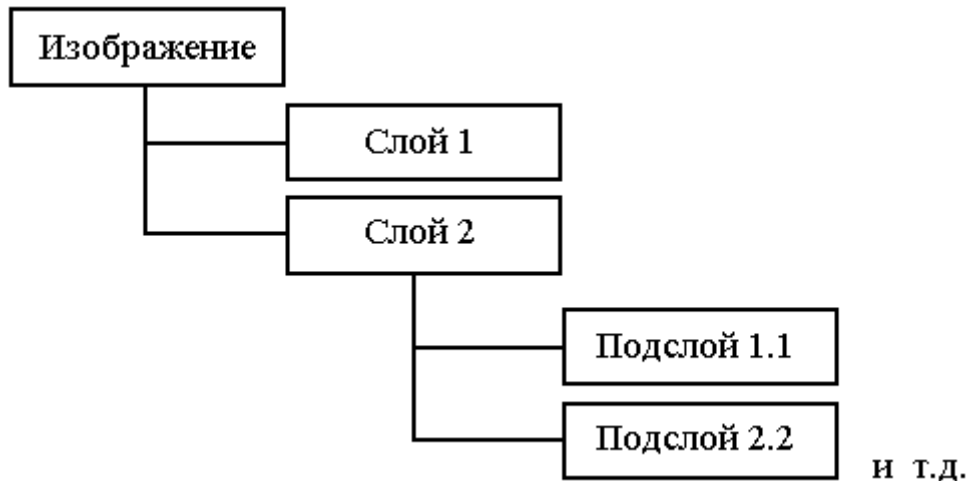 Изображение
Слой 1
Слой 2
Подслой 1.1
Подслой 2.2
и т.д.